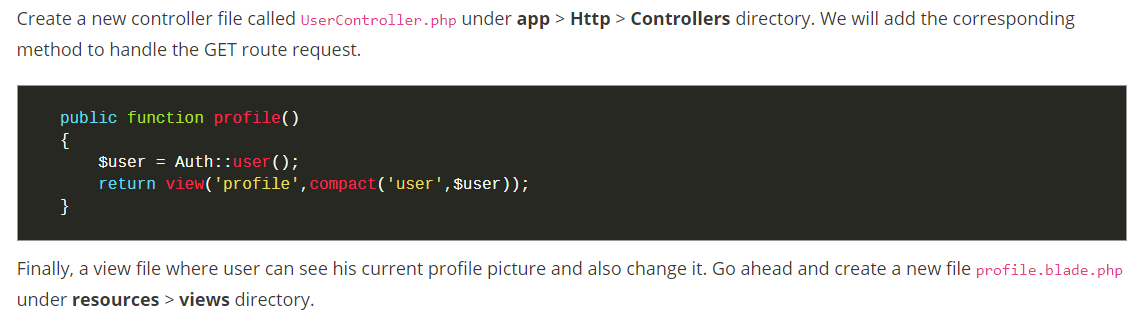 Create a new controller file called UserController.php under app > Http > Controllers directory. We will add the corresponding
method to handle the GET route request.
public function profile()
{
    $user = Auth::user();
    return view('profile',compact('user',$user));
}
Finally, a view file where user can see his current profile picture and also change it. Go ahead and create a new file profile.blade.php
under resources > views directory.